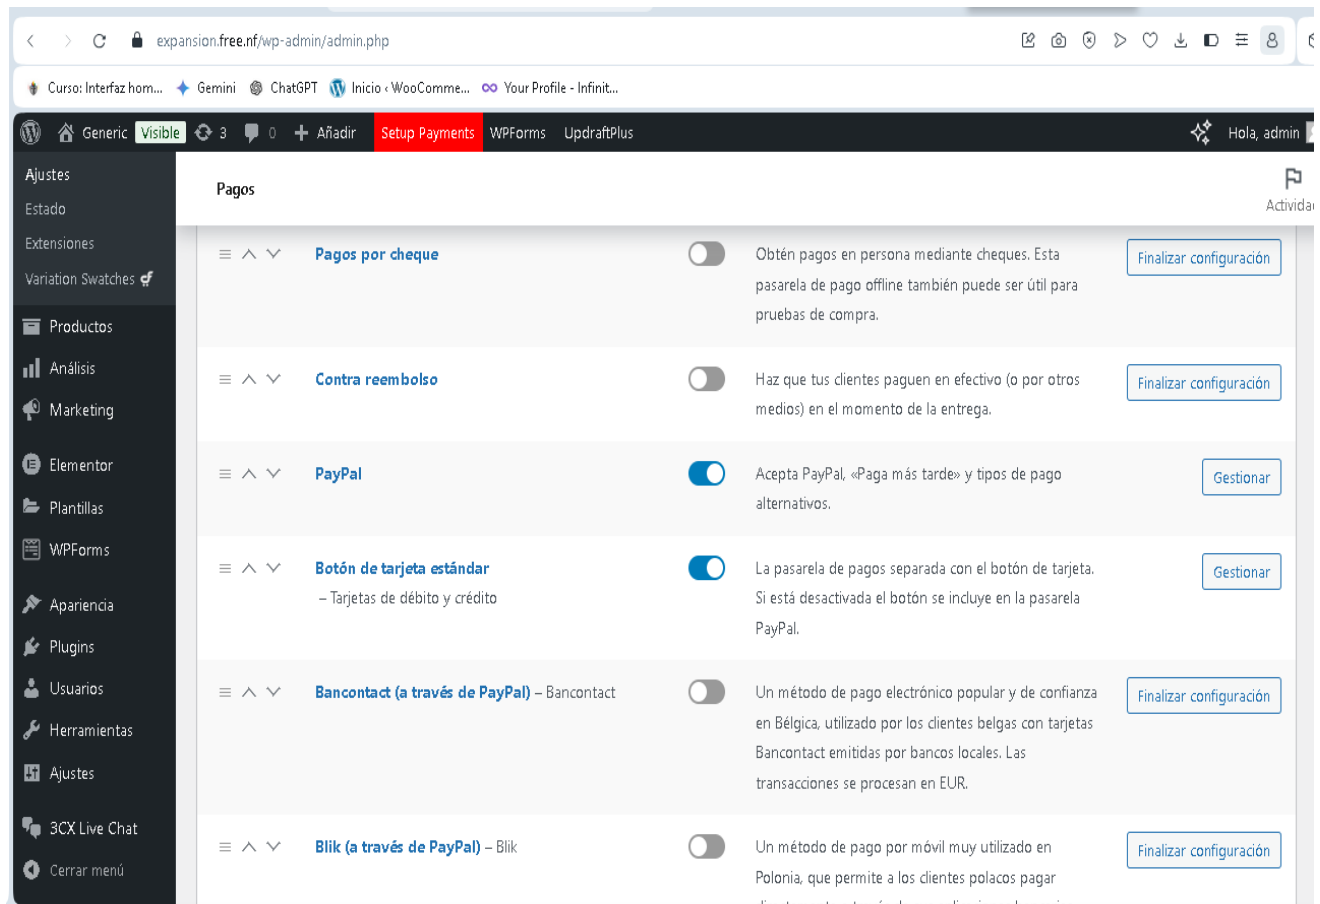 expansion.free.nf/wp-admin/admin.php
Curso: Interfaz hom... Gemini ChatGPT Inicio ‹ WooComme... Your Profile - Infinit...
Generic Visible 3 0 Añadir Setup Payments WPForms UpdraftPlus Hola, admin
Ajustes
Estado
Extensiones
Variation Swatches
Productos
Análisis
Marketing
Elementor
Plantillas
WPForms
Apariencia
Plugins
Usuarios
Herramientas
Ajustes
3CX Live Chat
Cerrar menú
Pagos
Pagos por cheque
Obtén pagos en persona mediante cheques. Esta
pasarela de pago offline también puede ser útil para
pruebas de compra.
Finalizar configuración
Contra reembolso
Haz que tus clientes paguen en efectivo (o por otros
medios) en el momento de la entrega.
Finalizar configuración
PayPal
Acepta PayPal, «Paga más tarde» y tipos de pago
alternativos.
Gestionar
Botón de tarjeta estándar
– Tarjetas de débito y crédito
La pasarela de pagos separada con el botón de tarjeta.
Si está desactivada el botón se incluye en la pasarela
PayPal.
Gestionar
Bancontact (a través de PayPal) – Bancontact
Un método de pago electrónico popular y de confianza
en Bélgica, utilizado por los clientes belgas con tarjetas
Bancontact emitidas por bancos locales. Las
transacciones se procesan en EUR.
Finalizar configuración
Blik (a través de PayPal) – Blik
Un método de pago por móvil muy utilizado en
Polonia, que permite a los clientes polacos pagar
Finalizar configuración